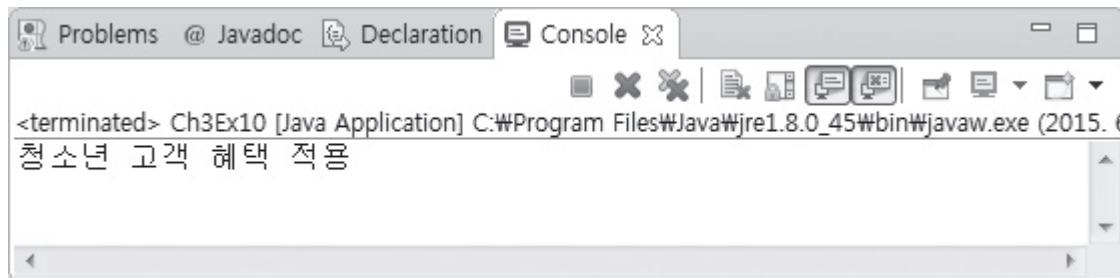 Problems @ Javadoc Declaration Console
<terminated> Ch3Ex10 [Java Application] C:₩Program Files₩Java₩jre1.8.0_45₩bin₩javaw.exe (2015. 6
청소년 고객 혜택 적용